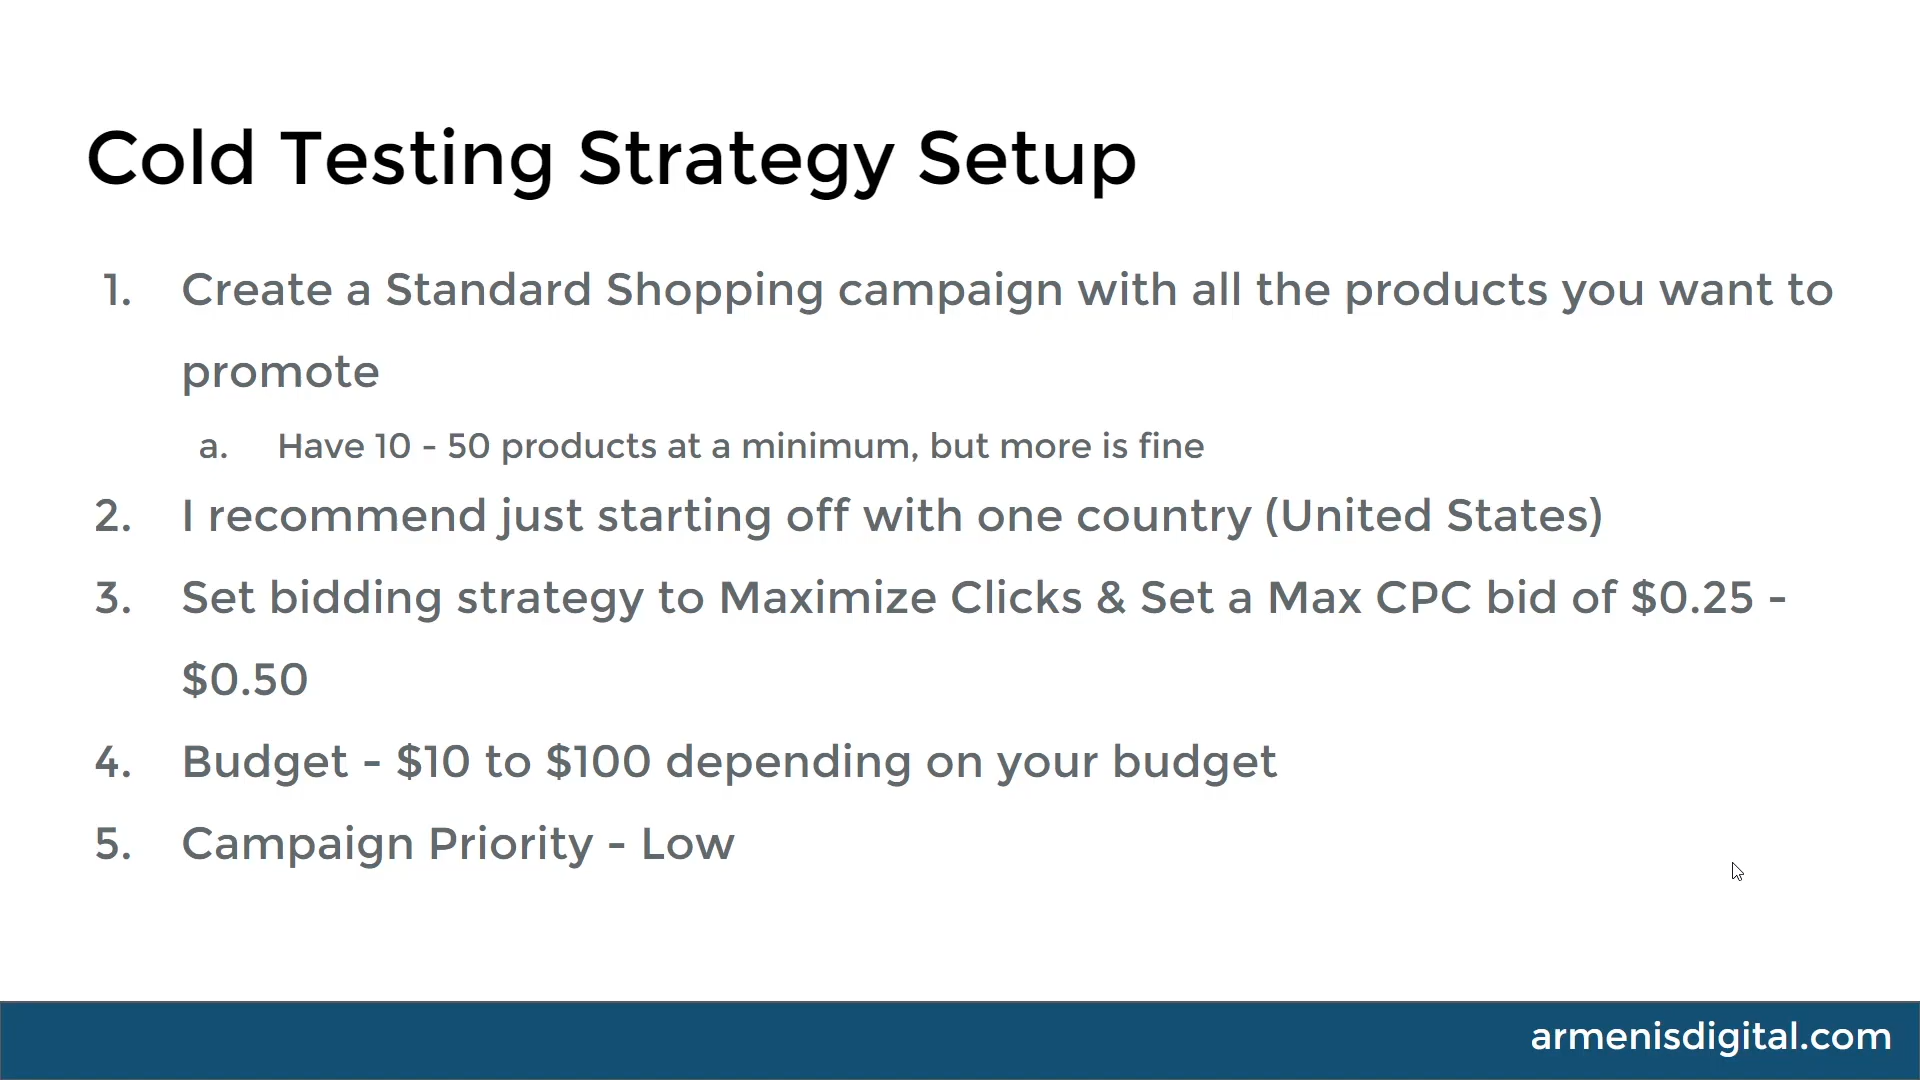 Cold Testing Strategy Setup
1. Create a Standard Shopping campaign with all the products you want to
promote
a. Have 10 - 50 products at a minimum, but more is fine
2. I recommend just starting off with one country (United States)
3. Set bidding strategy to Maximize Clicks & Set a Max CPC bid of $0.25 -
$0.50
4. Budget - $10 to $100 depending on your budget
5. Campaign Priority - Low
armenisdigital.com